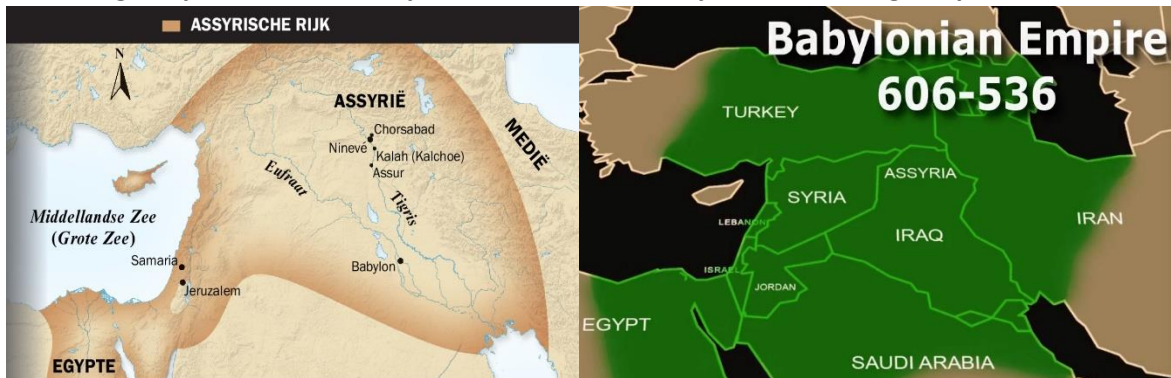 ASSYRISCHE RIJK
N
ASSYRIË
MEDIË
Chorsabad
Ninevé
Kalah (Kalchoe)
Assur
Eufraat
Tigris
Middellandse Zee
(Grote Zee)
Samaria
Babylon
Jeruzalem
EGYPTE
Babylonian Empire
606-536
TURKEY
ASSYRIA
SYRIA
LEBANON
IRAQ
IRAN
ISRAEL
JORDAN
EGYPT
SAUDI ARABIA